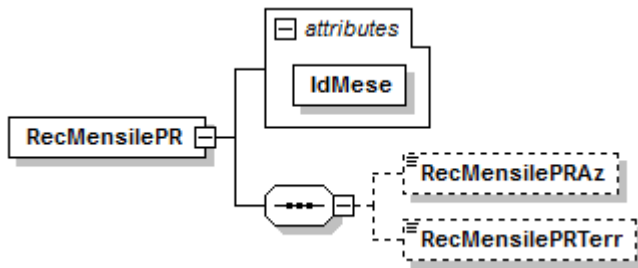 attributes
IdMese
RecMensilePR
RecMensilePRAz
RecMensilePRTerr